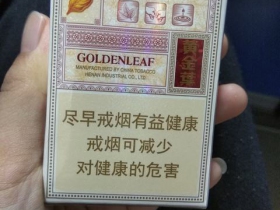 GOLDENLEAF
MANUFACTURED BY CHINA TOBACCO
HENAN INDUSTRIAL CO., LTD
黄金葉
尽早戒烟有益健康
戒烟可减少
对健康的危害